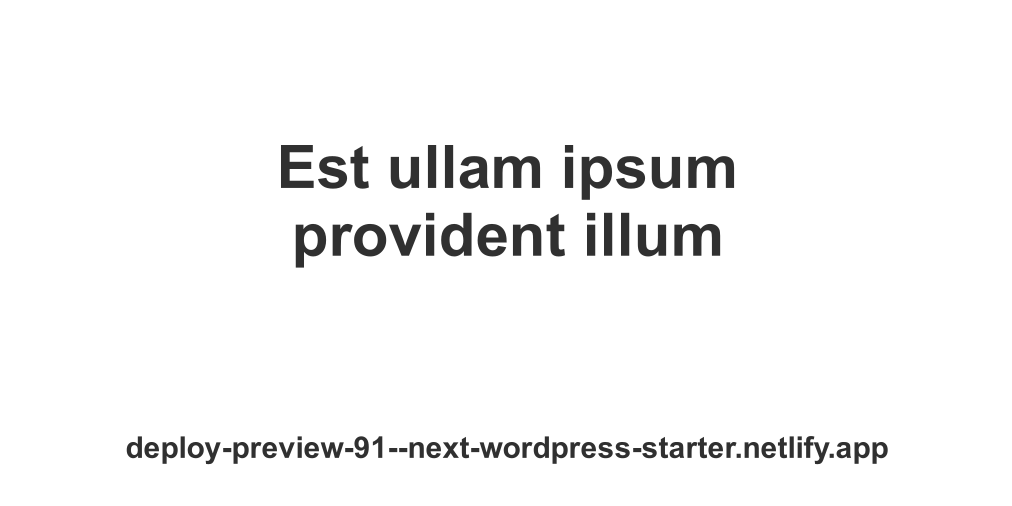 Est ullam ipsum
provident illum
deploy-preview-91--next-wordpress-starter.netlify.app